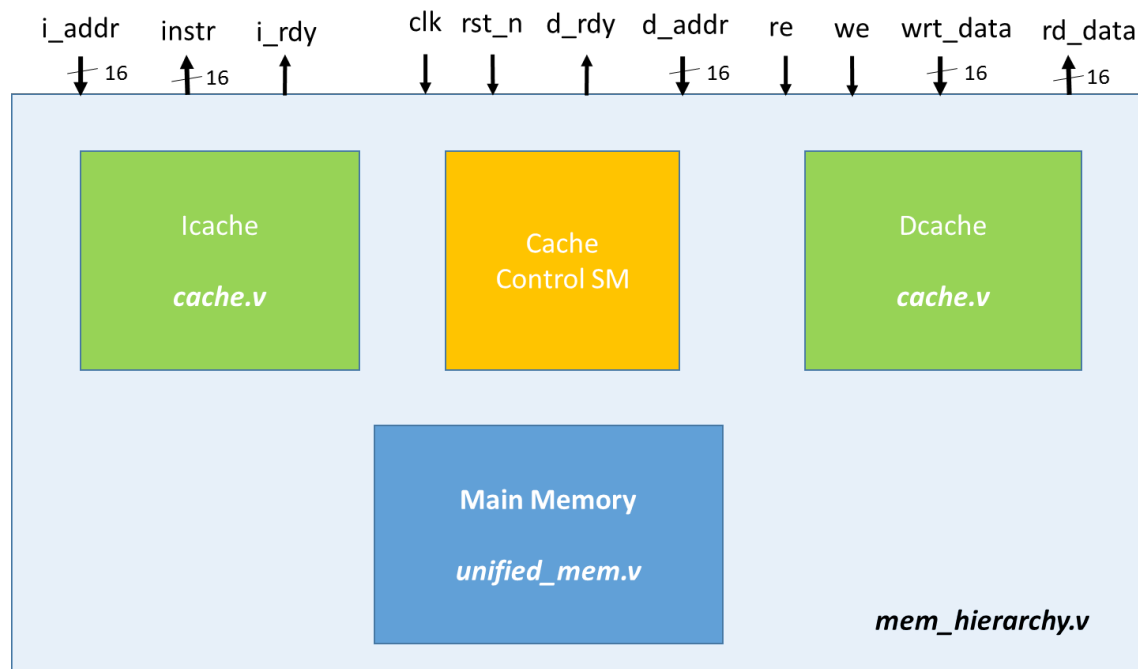 i_addr instr i_rdy clk rst_n d_rdy d_addr re we wrt_data rd_data
16 16 16 16 16
Icache
cache.v
Cache
Control SM
Dcache
cache.v
Main Memory
unified_mem.v
mem_hierarchy.v